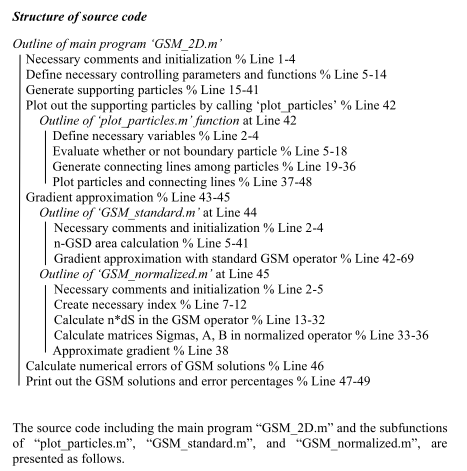 Structure of source code
Outline of main program ‘GSM_2D.m’
Necessary comments and initialization % Line 1-4
Define necessary controlling parameters and functions % Line 5-14
Generate supporting particles % Line 15-41
Plot out the supporting particles by calling ‘plot_particles’ % Line 42
Outline of ‘plot_particles.m’ function at Line 42
Define necessary variables % Line 2-4
Evaluate whether or not boundary particle % Line 5-18
Generate connecting lines among particles % Line 19-36
Plot particles and connecting lines % Line 37-48
Gradient approximation % Line 43-45
Outline of ‘GSM_standard.m’ at Line 44
Necessary comments and initialization % Line 2-4
n-GSD area calculation % Line 5-41
Gradient approximation with standard GSM operator % Line 42-69
Outline of ‘GSM_normalized.m’ at Line 45
Necessary comments and initialization % Line 2-5
Create necessary index % Line 7-12
Calculate n*dS in the GSM operator % Line 13-32
Calculate matrices Sigmas, A, B in normalized operator % Line 33-36
Approximate gradient % Line 38
Calculate numerical errors of GSM solutions % Line 46
Print out the GSM solutions and error percentages % Line 47-49
The source code including the main program “GSM_2D.m” and the subfunctions
of “plot_particles.m”, “GSM_standard.m”, and “GSM_normalized.m”, are
presented as follows.